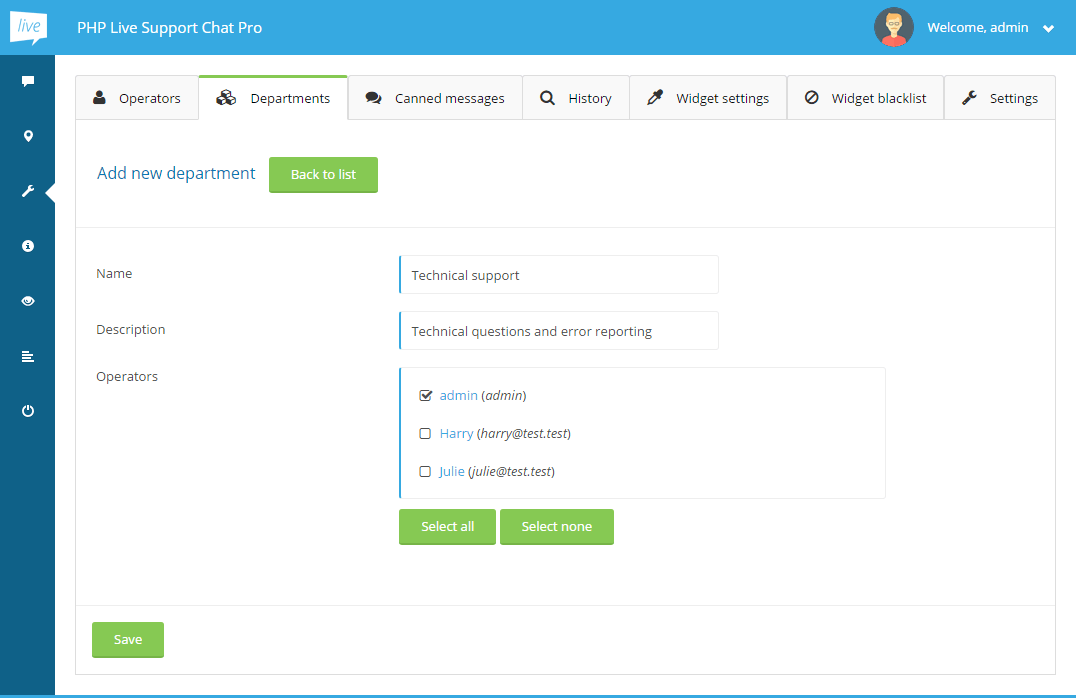 live PHP Live Support Chat Pro Welcome, admin
Operators Departments Canned messages History Widget settings Widget blacklist Settings
Add new department Back to list
Name Technical support
Description Technical questions and error reporting
Operators
admin (admin)
Harry (harry@test.test)
Julie (julie@test.test)
Select all Select none
Save